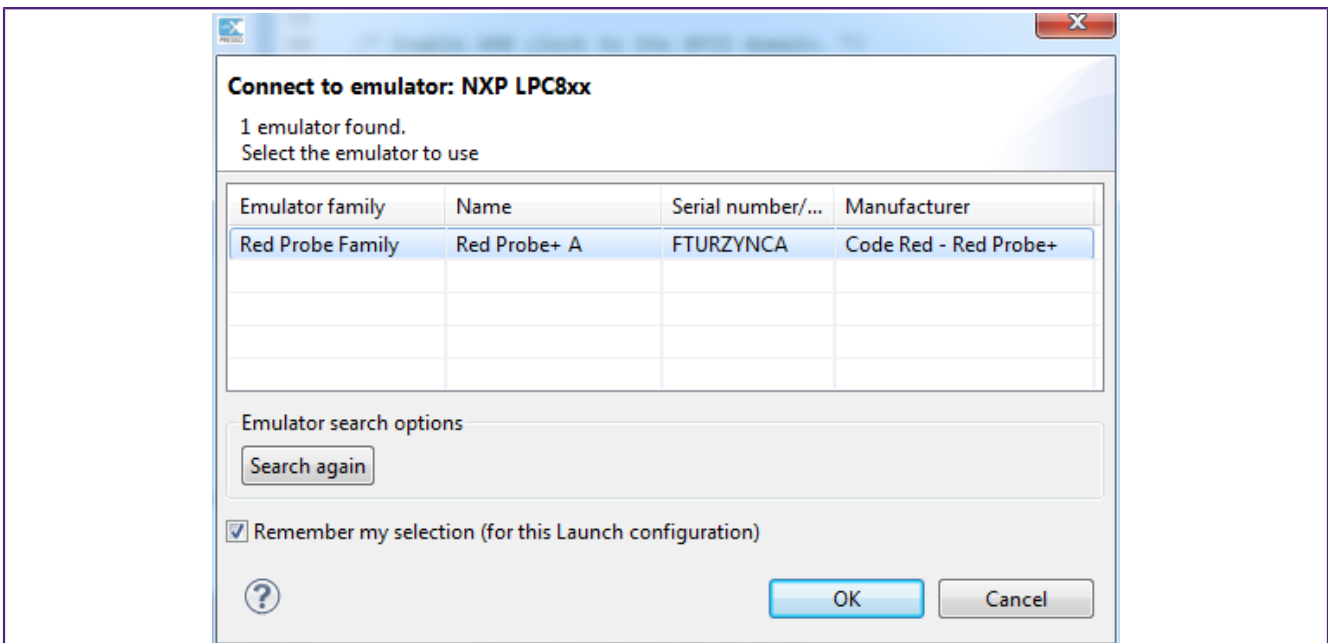 Connect to emulator: NXP LPC8xx
1 emulator found.
Select the emulator to use
Emulator family Name Serial number/... Manufacturer
Red Probe Family Red Probe+ A FTURZYNCA Code Red - Red Probe+
Emulator search options
Search again
Remember my selection (for this Launch configuration)
? OK Cancel